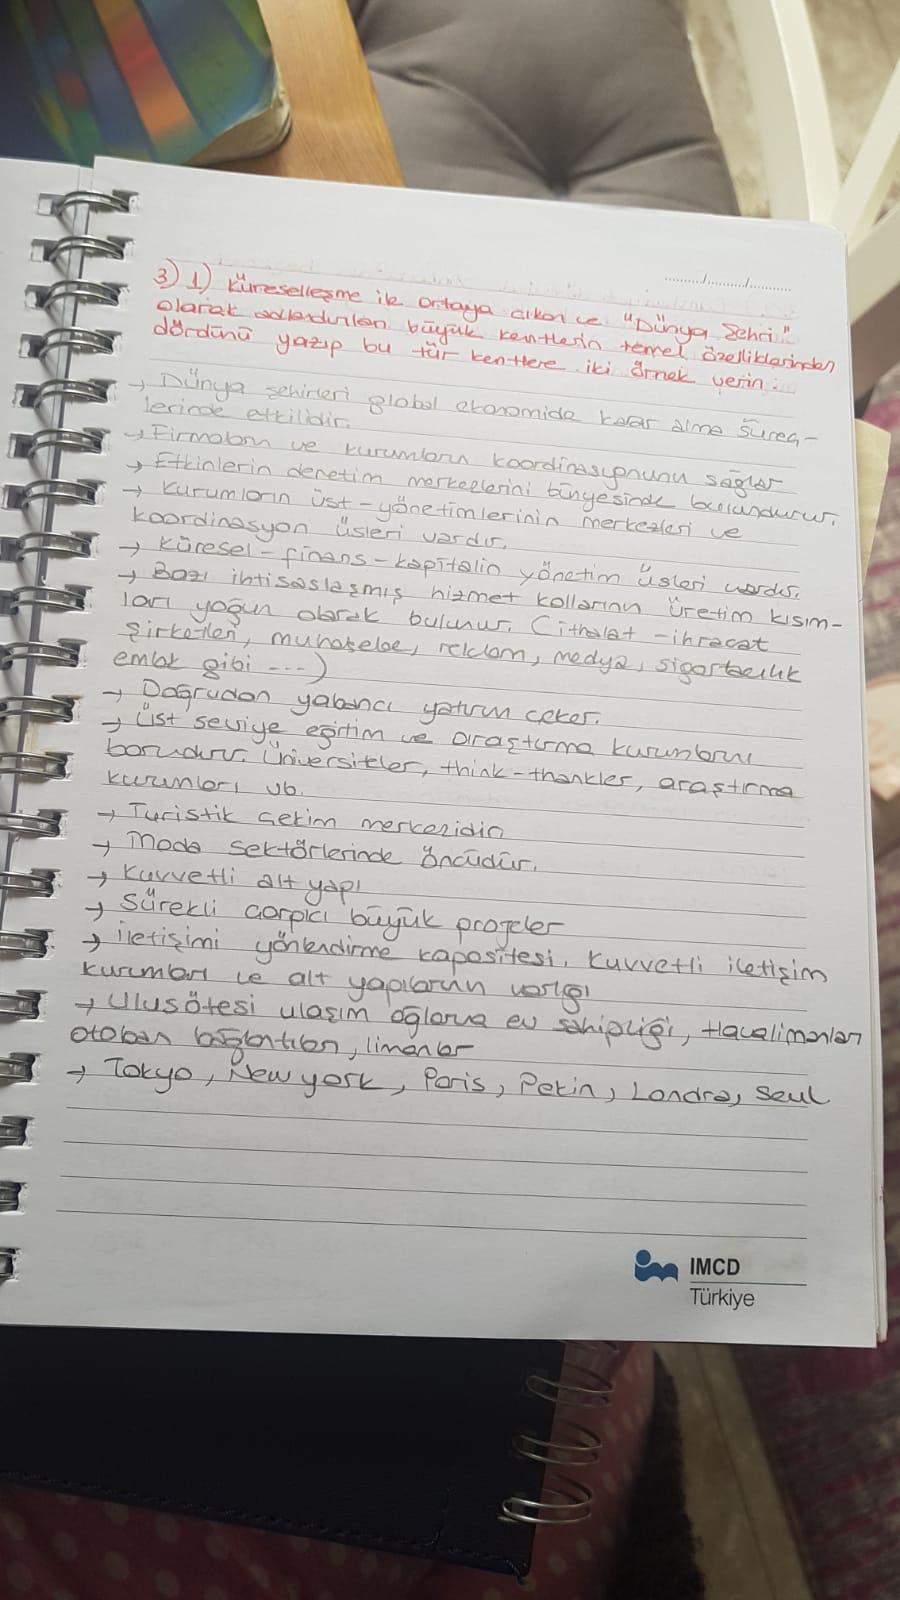 ......../........../..........
3) 1) Küreselleşme ile ortaya çıkan ve "Dünya Şehri"
olarak adlandırılan büyük kentlerin temel özelliklerinden
dördünü yazıp bu tür kentlere iki örnek verin.
→ Dünya şehirleri global ekonomide karar alma süreç-
lerinde etkilidir.
→ Firmaların ve kurumların koordinasyonunu sağlar
→ Etkinlerin denetim merkezlerini bünyesinde bulundurur.
→ Kurumların üst-yönetimlerinin merkezleri ve
koordinasyon üsleri vardır.
→ Küresel-finans-kapitalin yönetim üsleri vardır.
→ Bazı ihtisaslaşmış hizmet kollarının üretim kısım-
ları yoğun olarak bulunur. (ithalat-ihracat
şirketleri, muhasebe, reklam, medya, sigortacılık
emlak gibi ---)
→ Doğrudan yabancı yatırım çeker.
→ Üst seviye eğitim ve araştırma kurumlarını
barındırır. Üniversiteler, think-thankler, araştırma
kurumları vb.
→ Turistik çekim merkezidir
→ Moda sektörlerinde öncüdür.
→ Kuvvetli alt yapı
→ Sürekli çarpıcı büyük projeler
→ İletişimi yönlendirme kapasitesi. Kuvvetli iletişim
kurumları ve alt yapıların varlığı
→ Ulusötesi ulaşım ağlarına ev sahipliği, Havalimanları
otoban bağlantıları, limanlar
→ Tokyo, New york, Paris, Pekin, Londra, Seul
IMCD
Türkiye